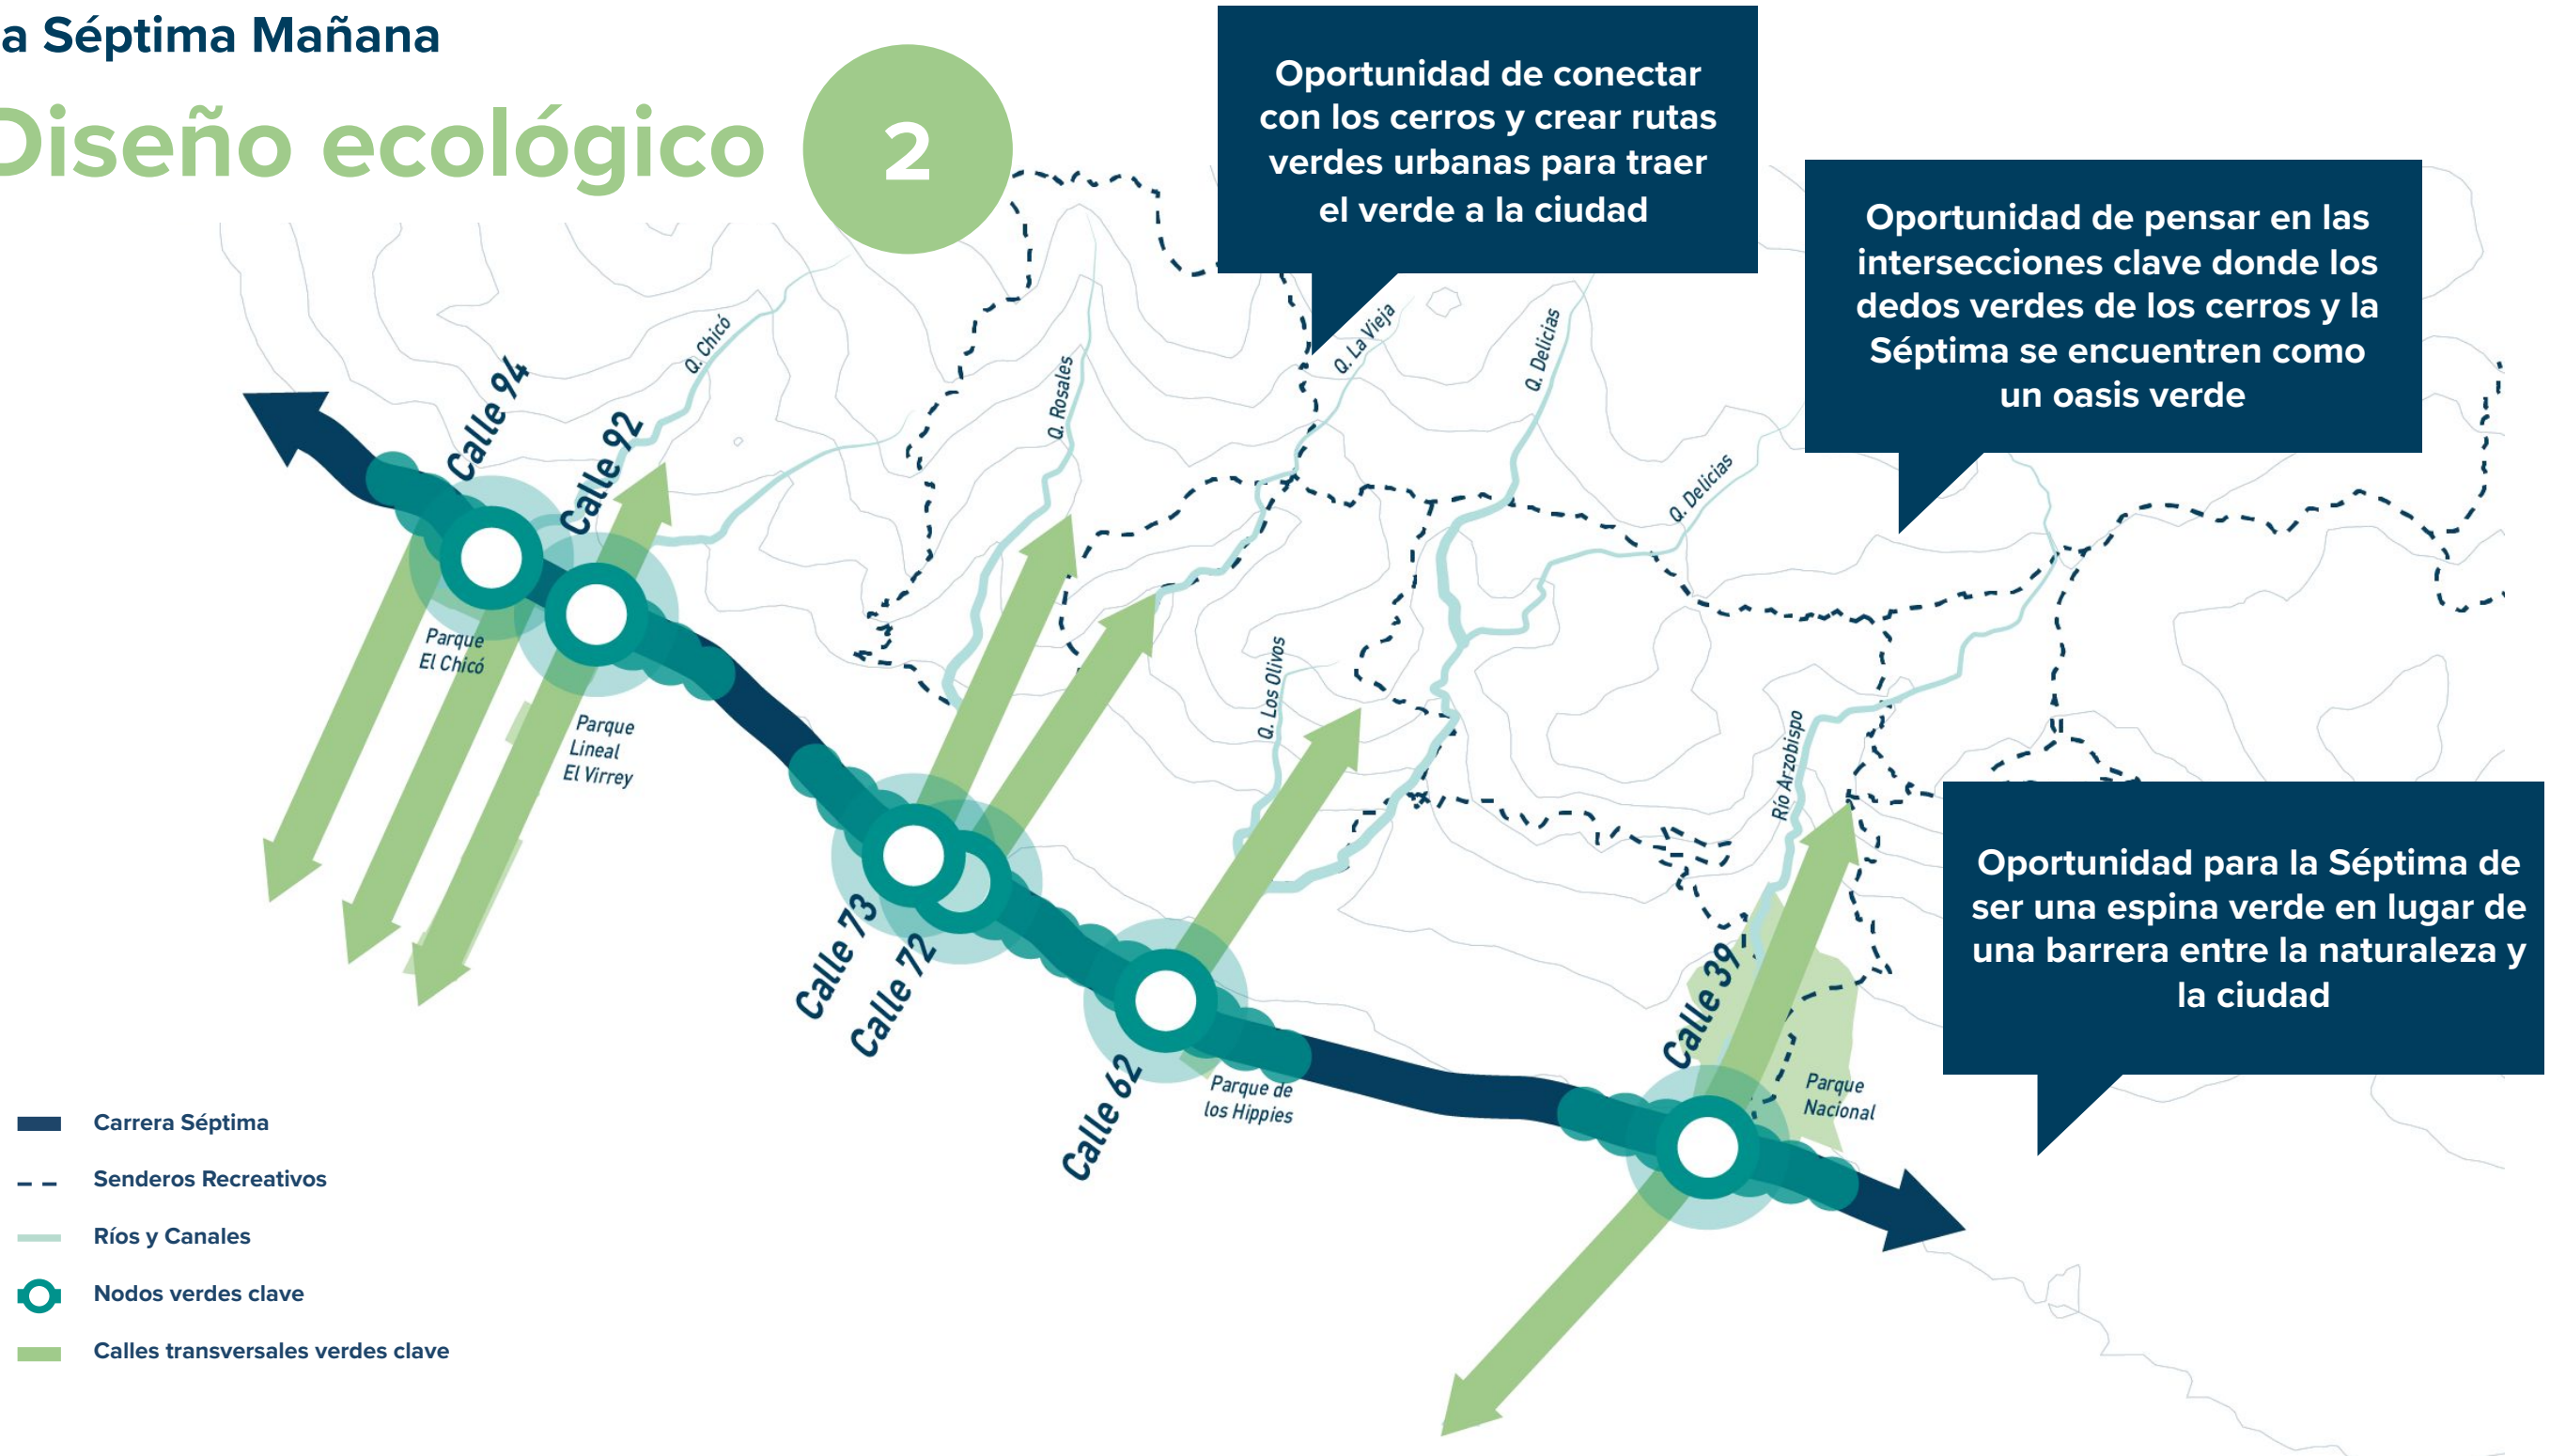 a Séptima Mañana
Diseño ecológico
2
Oportunidad de conectar
con los cerros y crear rutas
verdes urbanas para traer
el verde a la ciudad
Oportunidad de pensar en las
intersecciones clave donde los
dedos verdes de los cerros y la
Séptima se encuentren como
un oasis verde
Q. Chicó
Q. Rosales
Q. La Vieja
Q. Delicias
Q. Delicias
Calle 94
Calle 92
Parque
El Chicó
Parque
Lineal
El Virrey
Q. Los Olivos
Río Arzobispo
Oportunidad para la Séptima de
ser una espina verde en lugar de
una barrera entre la naturaleza y
la ciudad
Calle 73
Calle 72
Calle 62
Parque de
los Hippies
Calle 39
Parque
Nacional
Carrera Séptima
Senderos Recreativos
Ríos y Canales
Nodos verdes clave
Calles transversales verdes clave